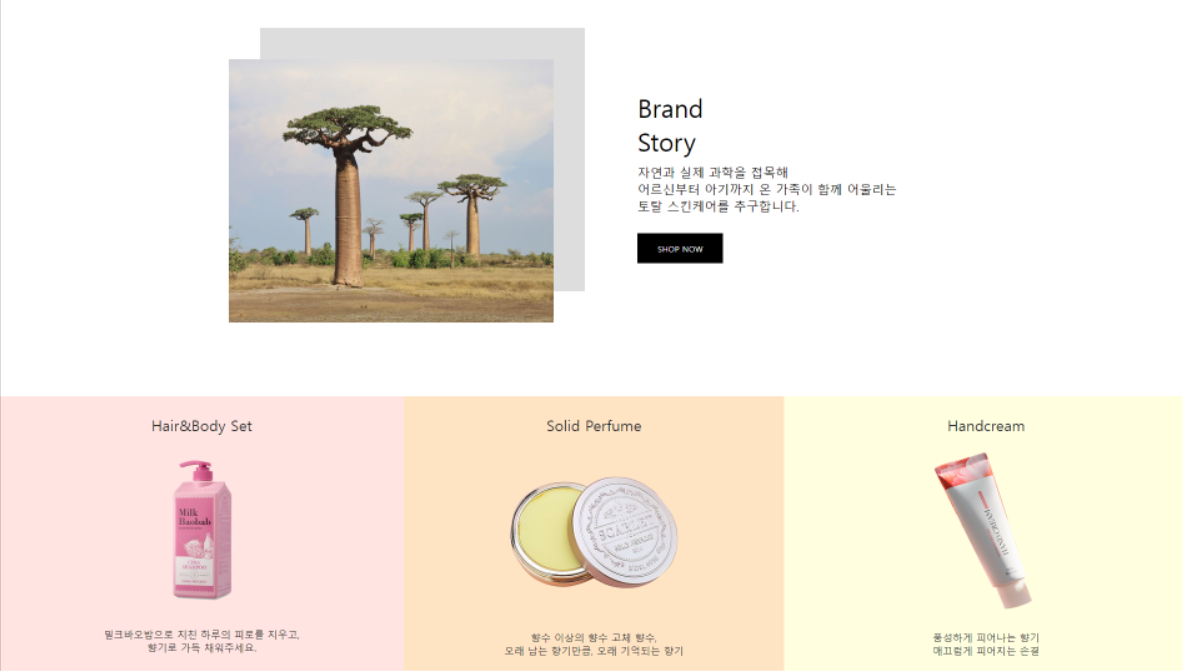 Brand
Story
자연과 실제 과학을 접목해
어르신부터 아기까지 온 가족이 함께 어울리는
토탈 스킨케어를 추구합니다.
SHOP NOW
Hair&Body Set
Solid Perfume
Handcream
Milk
Baobab
SCARLET
밀크바오밥으로 지친 하루의 피로를 지우고,
향기로 가득 채워주세요.
향수 이상의 향수 고체 향수,
오래 남는 향기만큼, 오래 기억되는 향기
풍성하게 피어나는 향기
매끄럽게 피어지는 손결